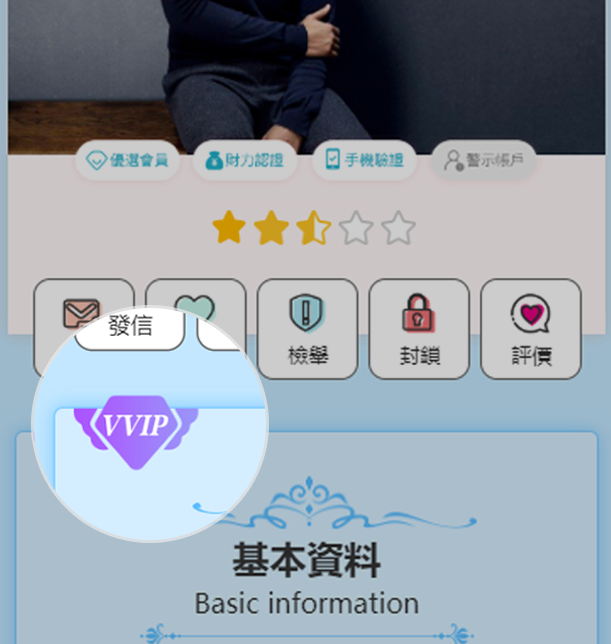 優選會員 財力認證 手機驗證 警示帳戶
發信 檢舉 封鎖 評價
VVIP
基本資料
Basic information